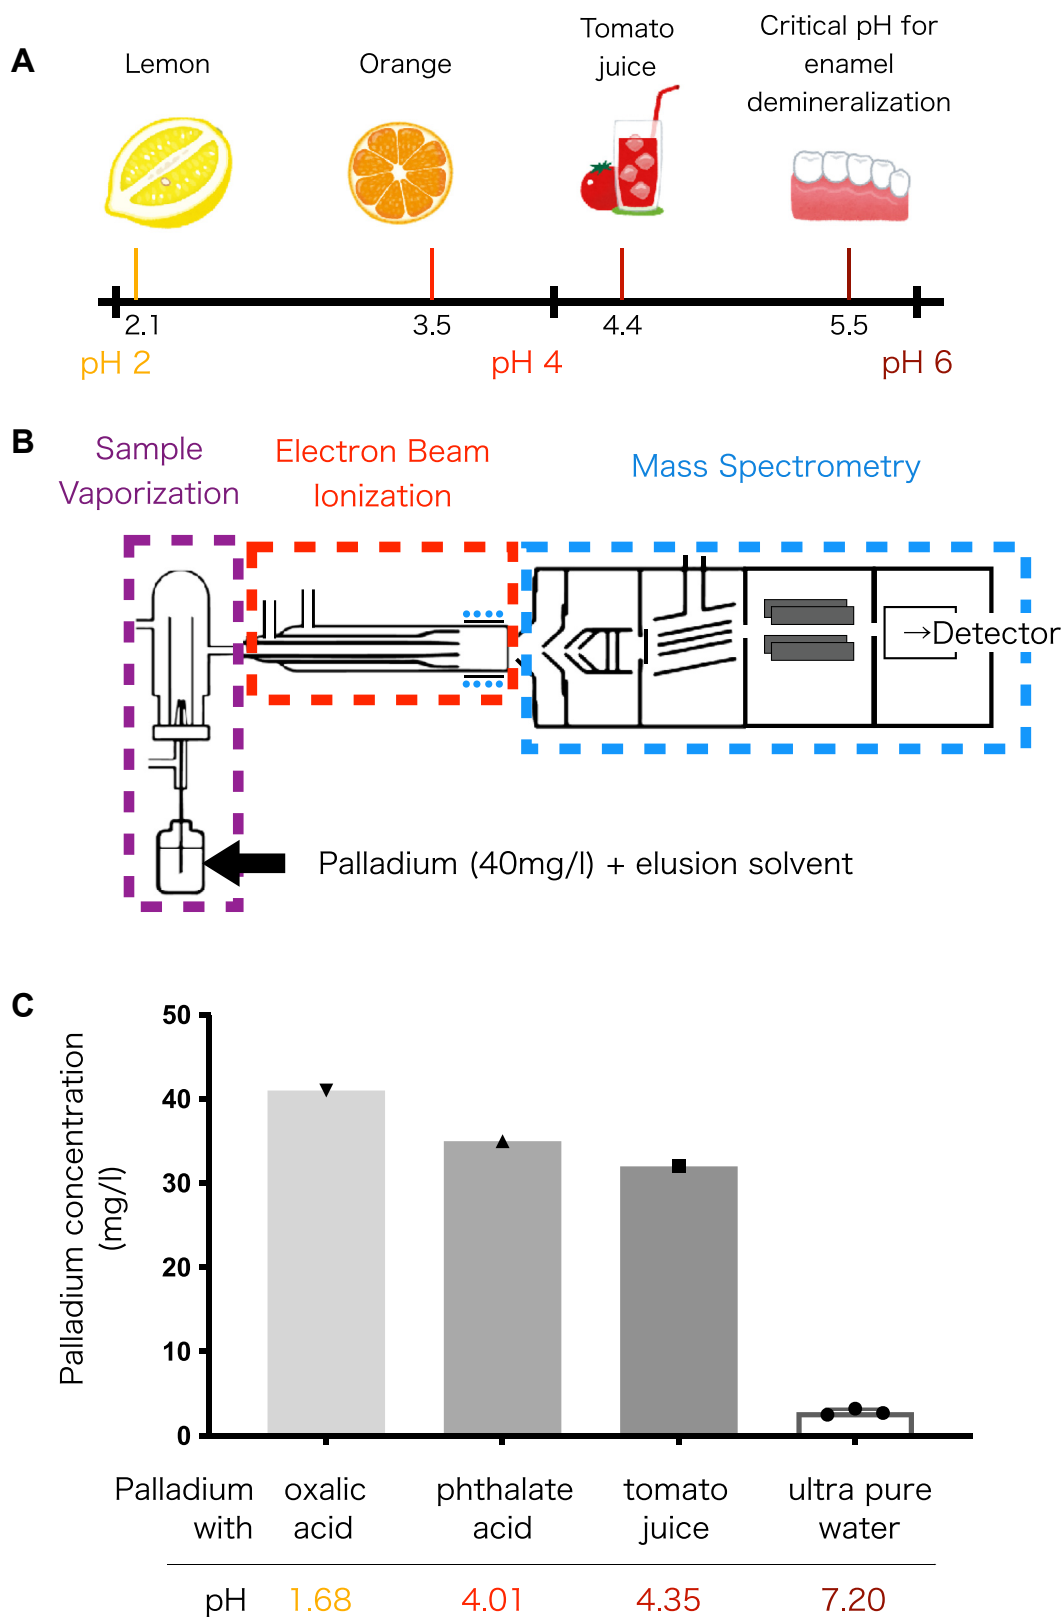 A
Lemon
Orange
Tomato
juice
Critical pH for
enamel
demineralization
2.1
3.5
4.4
5.5
pH 2
pH 4
pH 6
B
Sample
Vaporization
Electron Beam
Ionization
Mass Spectrometry
→Detector
Palladium (40mg/l) + elusion solvent
C
Palladium concentration
(mg/l)
50
40
30
20
10
0
Palladium
with
oxalic
acid
phthalate
acid
tomato
juice
ultra pure
water
pH 1.68 4.01 4.35 7.20